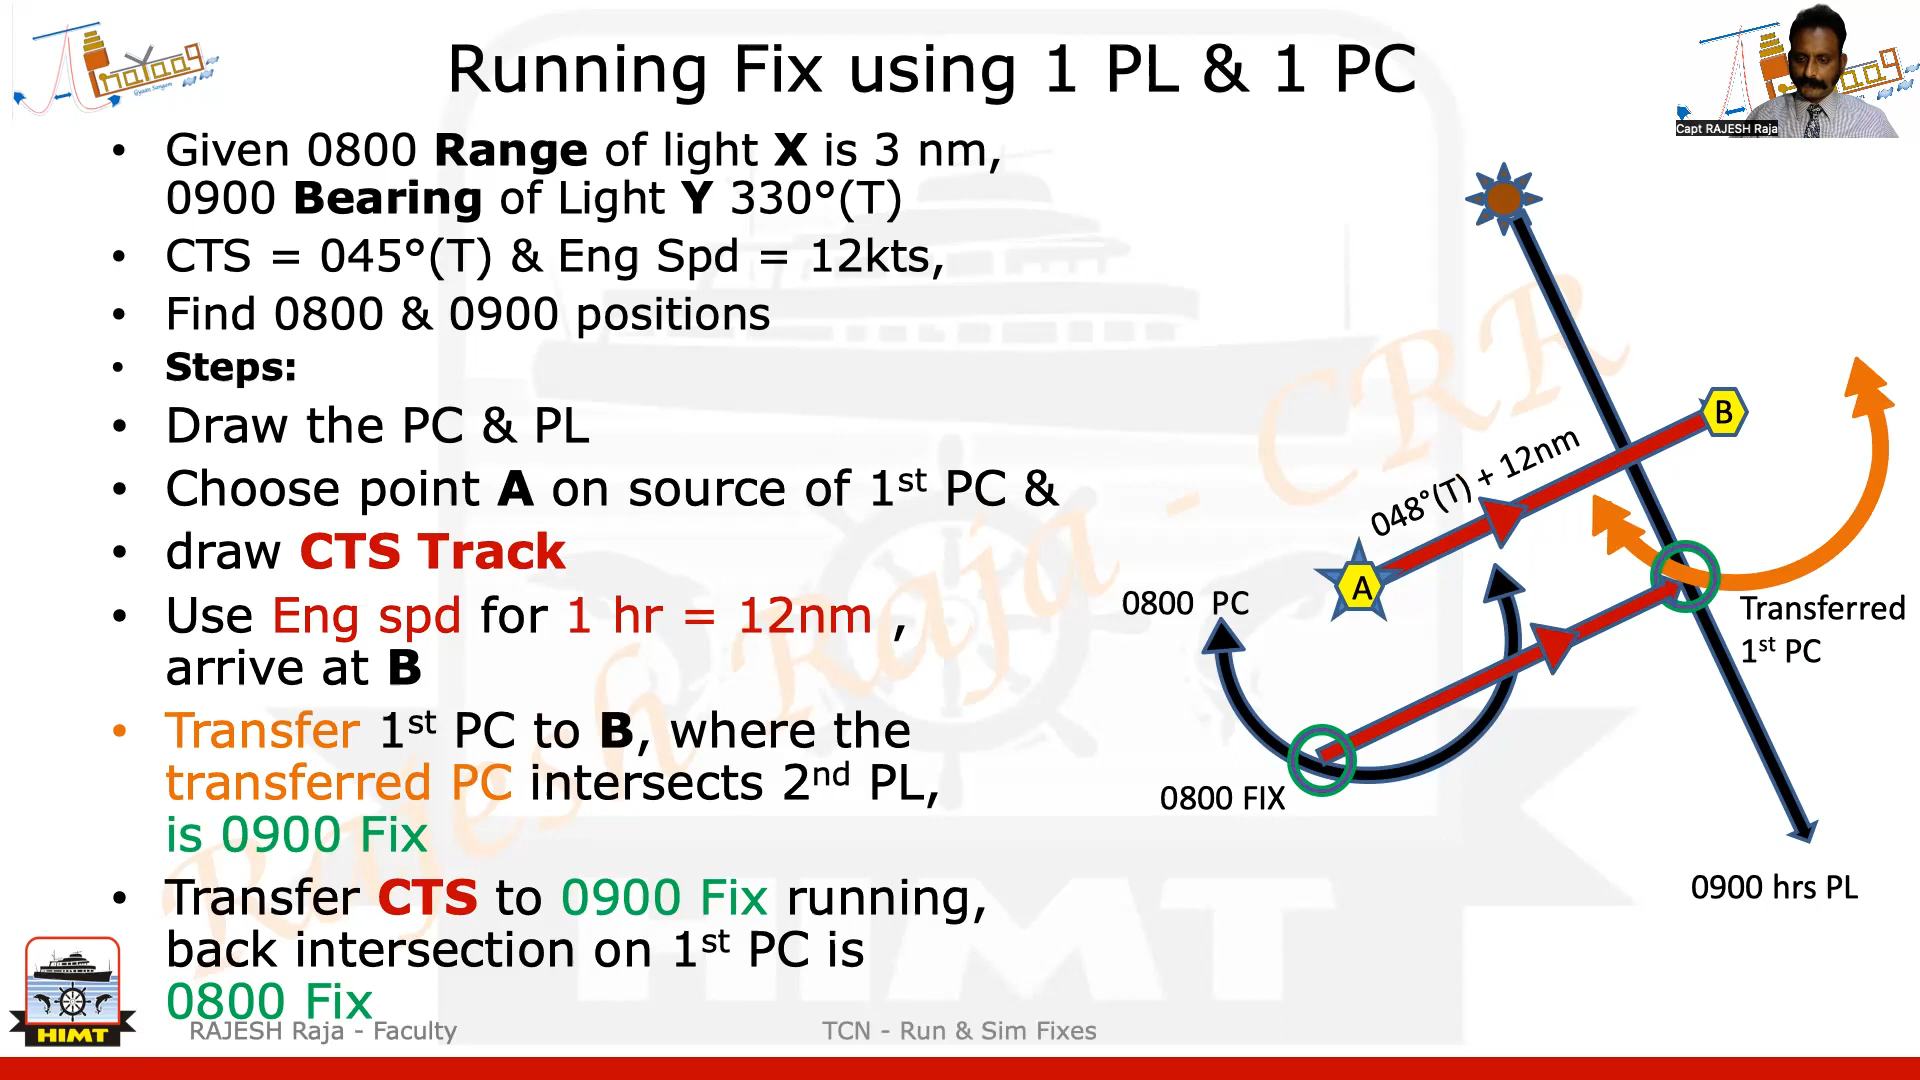 Running Fix using 1 PL & 1 PC
Capt RAJESH Raja
• Given 0800 Range of light X is 3 nm,
0900 Bearing of Light Y 330°(T)
• CTS = 045°(T) & Eng Spd = 12kts,
• Find 0800 & 0900 positions
• Steps:
• Draw the PC & PL
• Choose point A on source of 1st PC &
• draw CTS Track
• Use Eng spd for 1 hr = 12nm ,
arrive at B
• Transfer 1st PC to B, where the
transferred PC intersects 2nd PL,
is 0900 Fix
• Transfer CTS to 0900 Fix running,
back intersection on 1st PC is
0800 Fix
B
048°(T) + 12nm
A
0800 PC
Transferred
1st PC
0800 FIX
0900 hrs PL
Rajesh Raja - CRR
HIMT
HIMT
RAJESH Raja - Faculty
TCN - Run & Sim Fixes